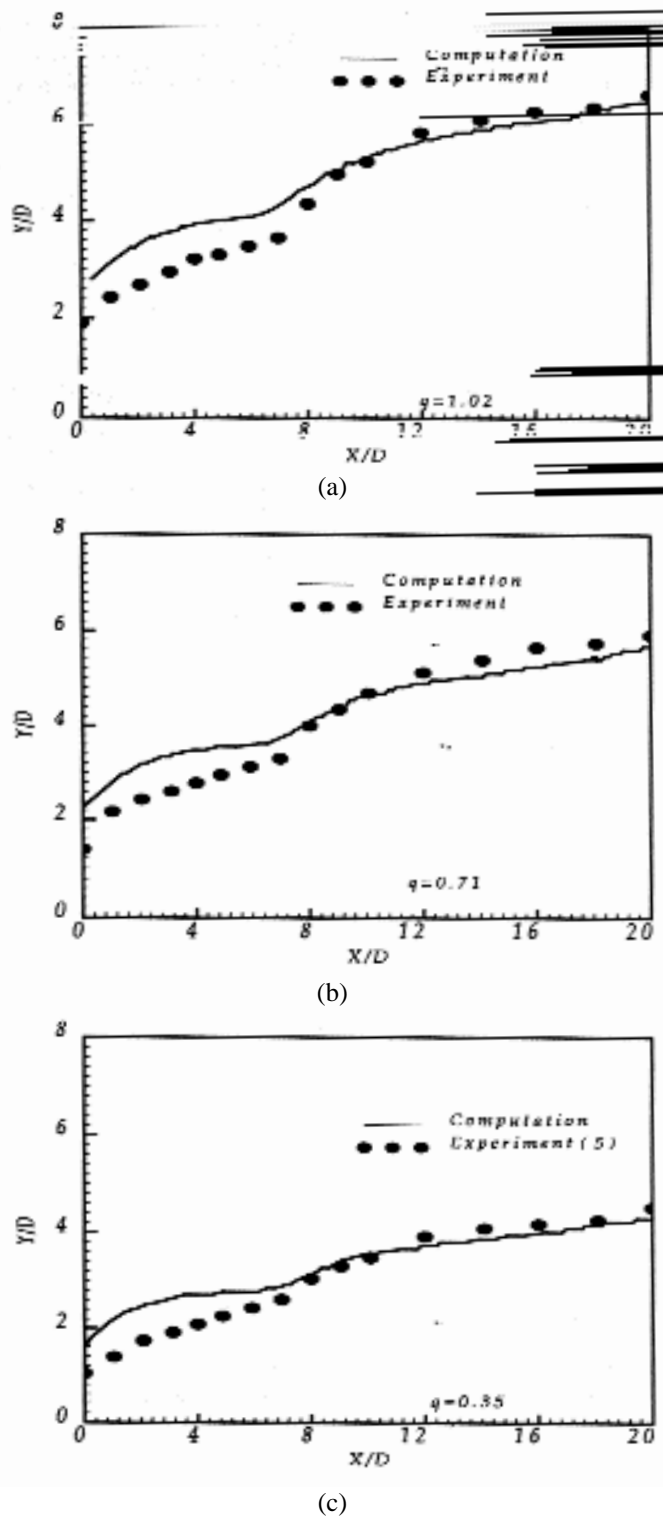 8
Computation
Experiment
6
Y/D
4
2
0
q=1.02
0 4 8 12 16 20
X/D
(a)
8
Computation
Experiment
6
Y/D
4
2
0
q=0.71
0 4 8 12 16 20
X/D
(b)
8
Computation
Experiment(5)
6
Y/D
4
2
0
q=0.35
0 4 8 12 16 20
X/D
(c)